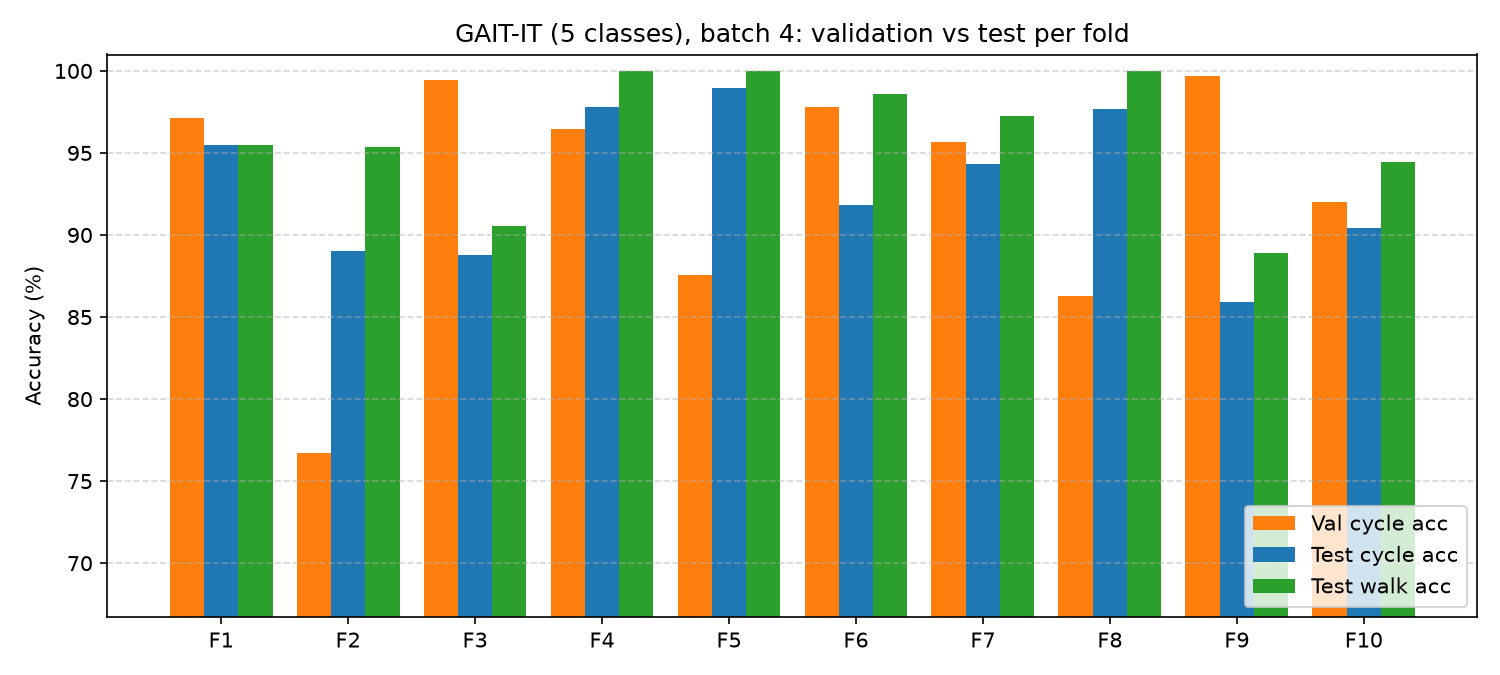 GAIT-IT (5 classes), batch 4: validation vs test per fold
Accuracy (%)
100
95
90
85
80
75
70
F1 F2 F3 F4 F5 F6 F7 F8 F9 F10
Val cycle acc
Test cycle acc
Test walk acc